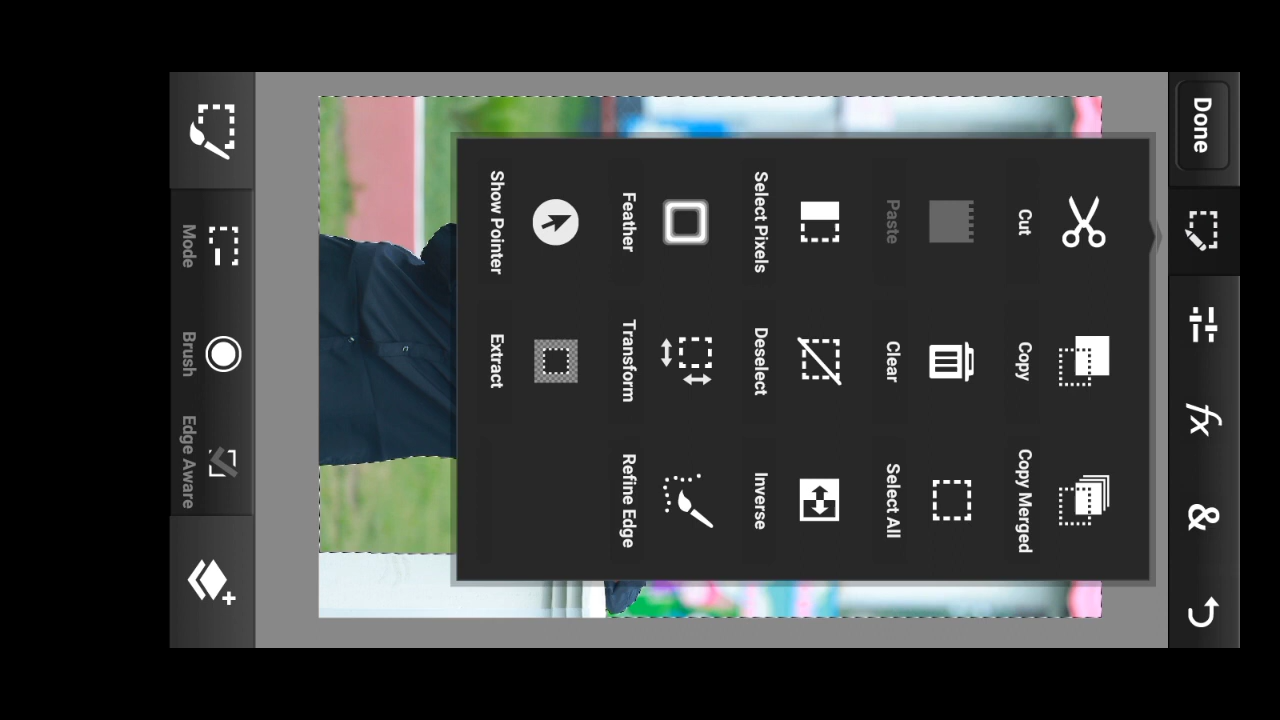 Done
Cut
Copy
Copy Merged
Paste
Clear
Select All
Select Pixels
Deselect
Inverse
Feather
Transform
Refine Edge
Show Pointer
Extract
Mode
Brush
Edge Aware